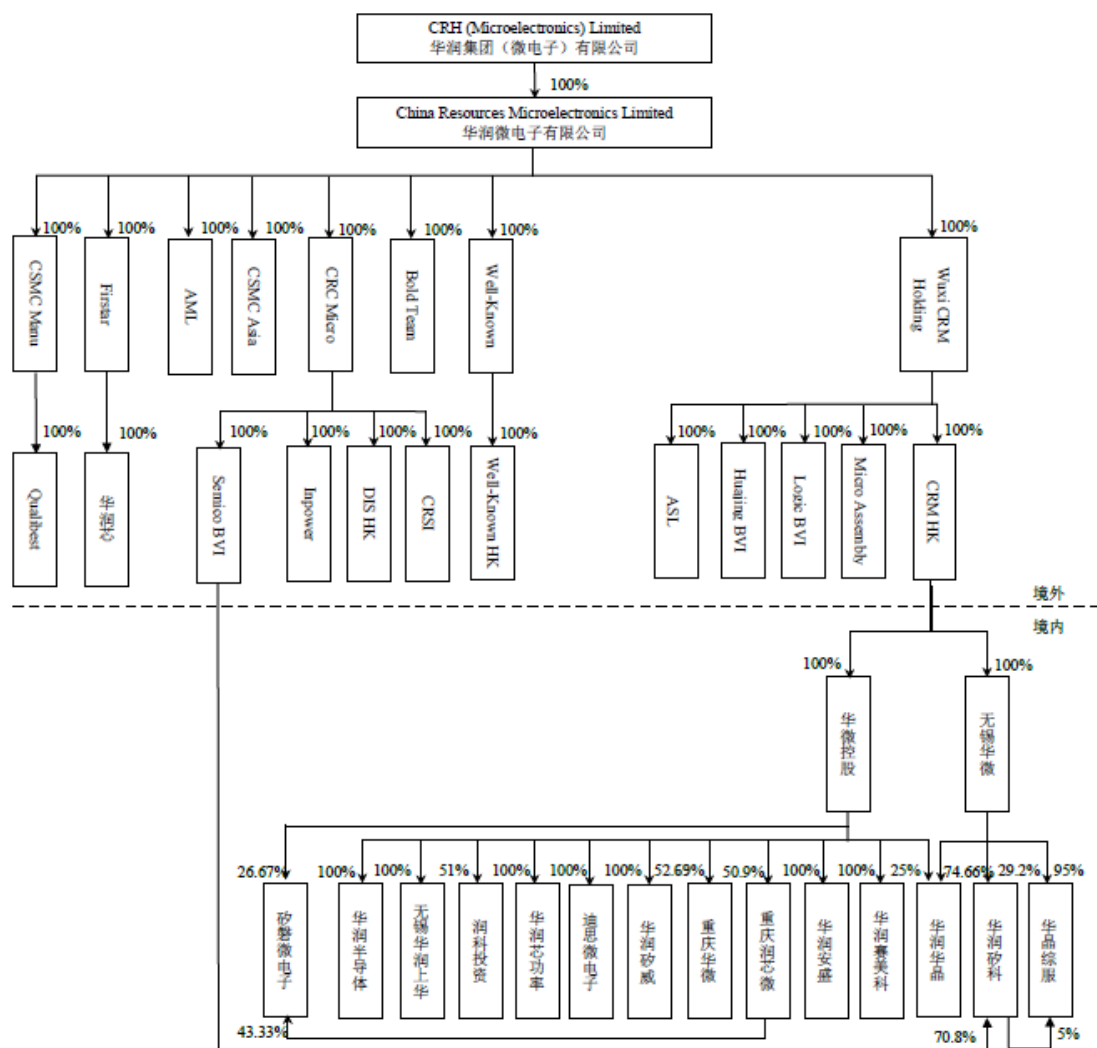 CRH (Microelectronics) Limited
华润集团（微电子）有限公司
100%
China Resources Microelectronics Limited
华润微电子有限公司
100%
100%
100%
100%
100%
100%
100%
100%
CSMC Manu
Firstar
AML
CSMC Asia
CRC Micro
Bold Team
Well-Known
Wuxi CRM
Holding
100%
100%
100%
100%
100%
100%
100%
100%
100%
100%
100%
100%
Qualibest
华润芯
Semico BVI
Inpower
DIS HK
CRSI
Well-Known HK
ASL
Huajing BVI
Logic BVI
Micro Assembly
CRM HK
境外
境内
100%
100%
华微控股
无锡华微
26.67%
100%
100%
51%
100%
100%
100%
52.69%
50.9%
100%
100%
25%
74.66%
29.2%
95%
矽磐微电子
华润半导体
无锡华润上华
润科投资
华润芯功率
迪思微电子
华润矽威
重庆华微
重庆润芯微
华润安盛
华润赛美科
华润华晶
华润矽科
华晶综服
43.33%
70.8%
5%